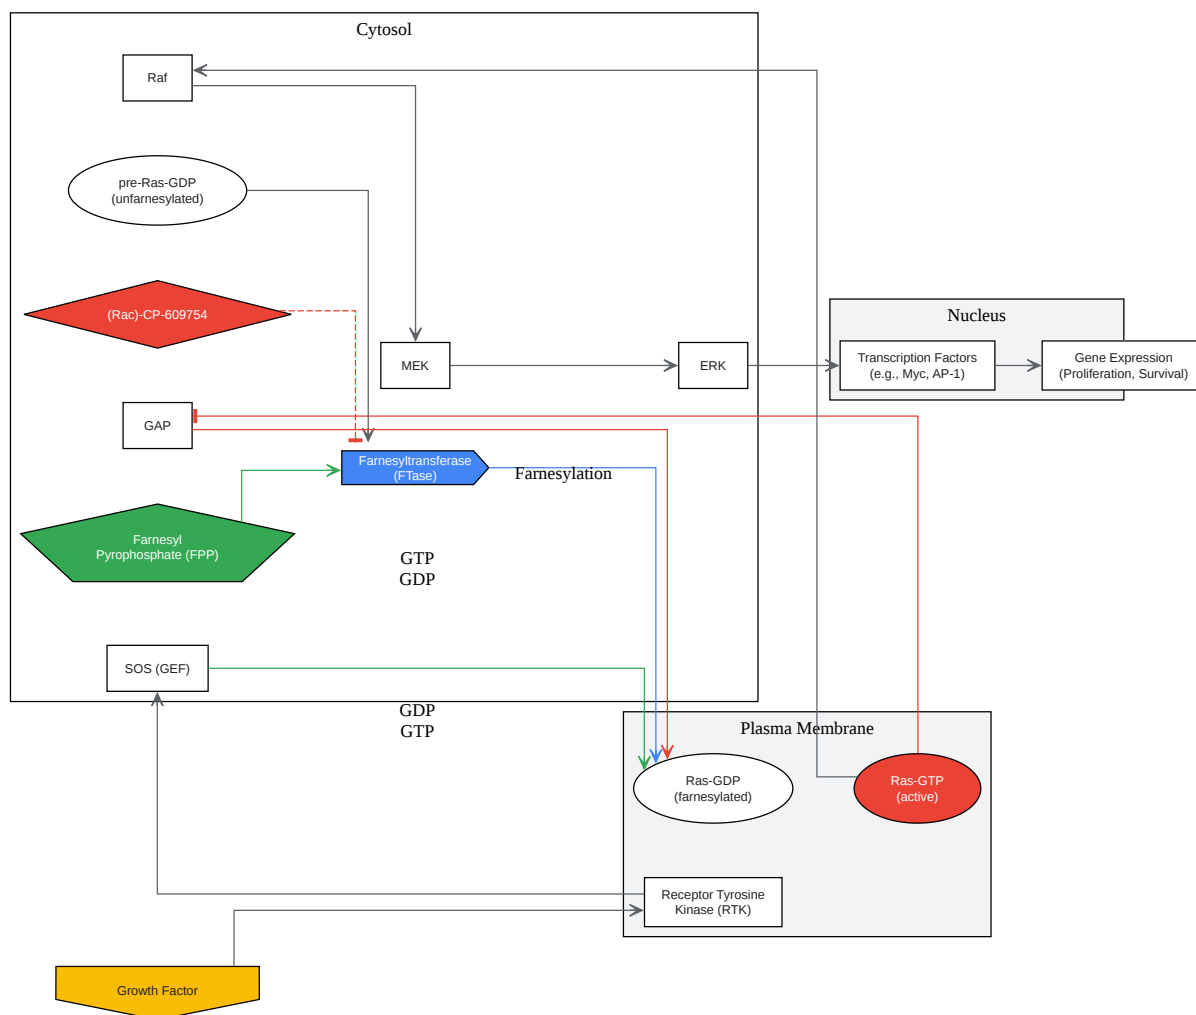 Cytosol
Raf
pre-Ras-GDP
(unfarnesylated)
(Rac)-CP-609754
Nucleus
MEK
ERK
Transcription Factors
(e.g., Myc, AP-1)
Gene Expression
(Proliferation, Survival)
GAP
Farnesyltransferase
(FTase)
Farnesylation
Farnesyl
Pyrophosphate (FPP)
GTP
GDP
SOS (GEF)
GDP
GTP
Plasma Membrane
Ras-GDP
(farnesylated)
Ras-GTP
(active)
Receptor Tyrosine
Kinase (RTK)
Growth Factor